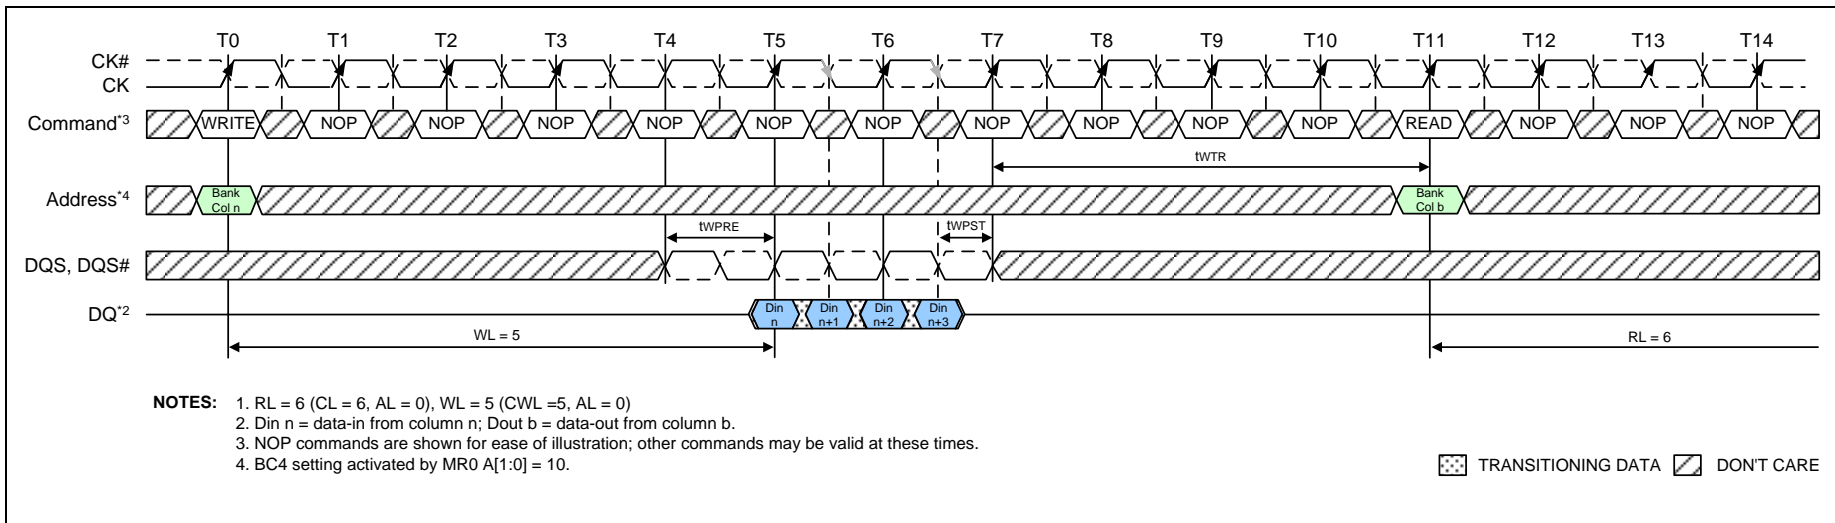 T0 T1 T2 T3 T4 T5 T6 T7 T8 T9 T10 T11 T12 T13 T14
CK#
CK
Command*3 WRITE NOP NOP NOP NOP NOP NOP NOP NOP NOP NOP READ NOP NOP NOP
tWTR
Address*4
Bank
Col n
Bank
Col b
tWPRE tWPST
DQS, DQS#
DQ*2
Din
n
Din
n+1
Din
n+2
Din
n+3
WL = 5 RL = 6
NOTES: 1. RL = 6 (CL = 6, AL = 0), WL = 5 (CWL =5, AL = 0)
2. Din n = data-in from column n; Dout b = data-out from column b.
3. NOP commands are shown for ease of illustration; other commands may be valid at these times.
4. BC4 setting activated by MR0 A[1:0] = 10.
TRANSITIONING DATA DON'T CARE